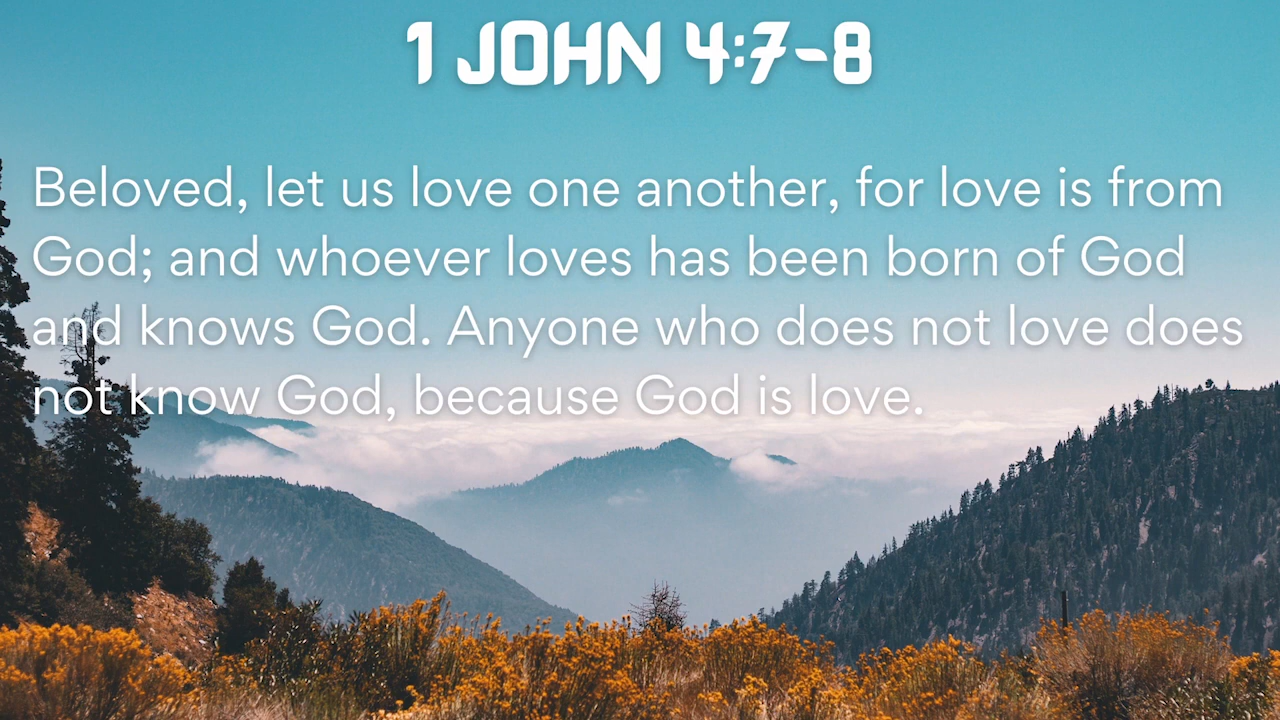 1 JOHN 4:7-8
Beloved, let us love one another, for love is from
God; and whoever loves has been born of God
and knows God. Anyone who does not love does
not know God, because God is love.